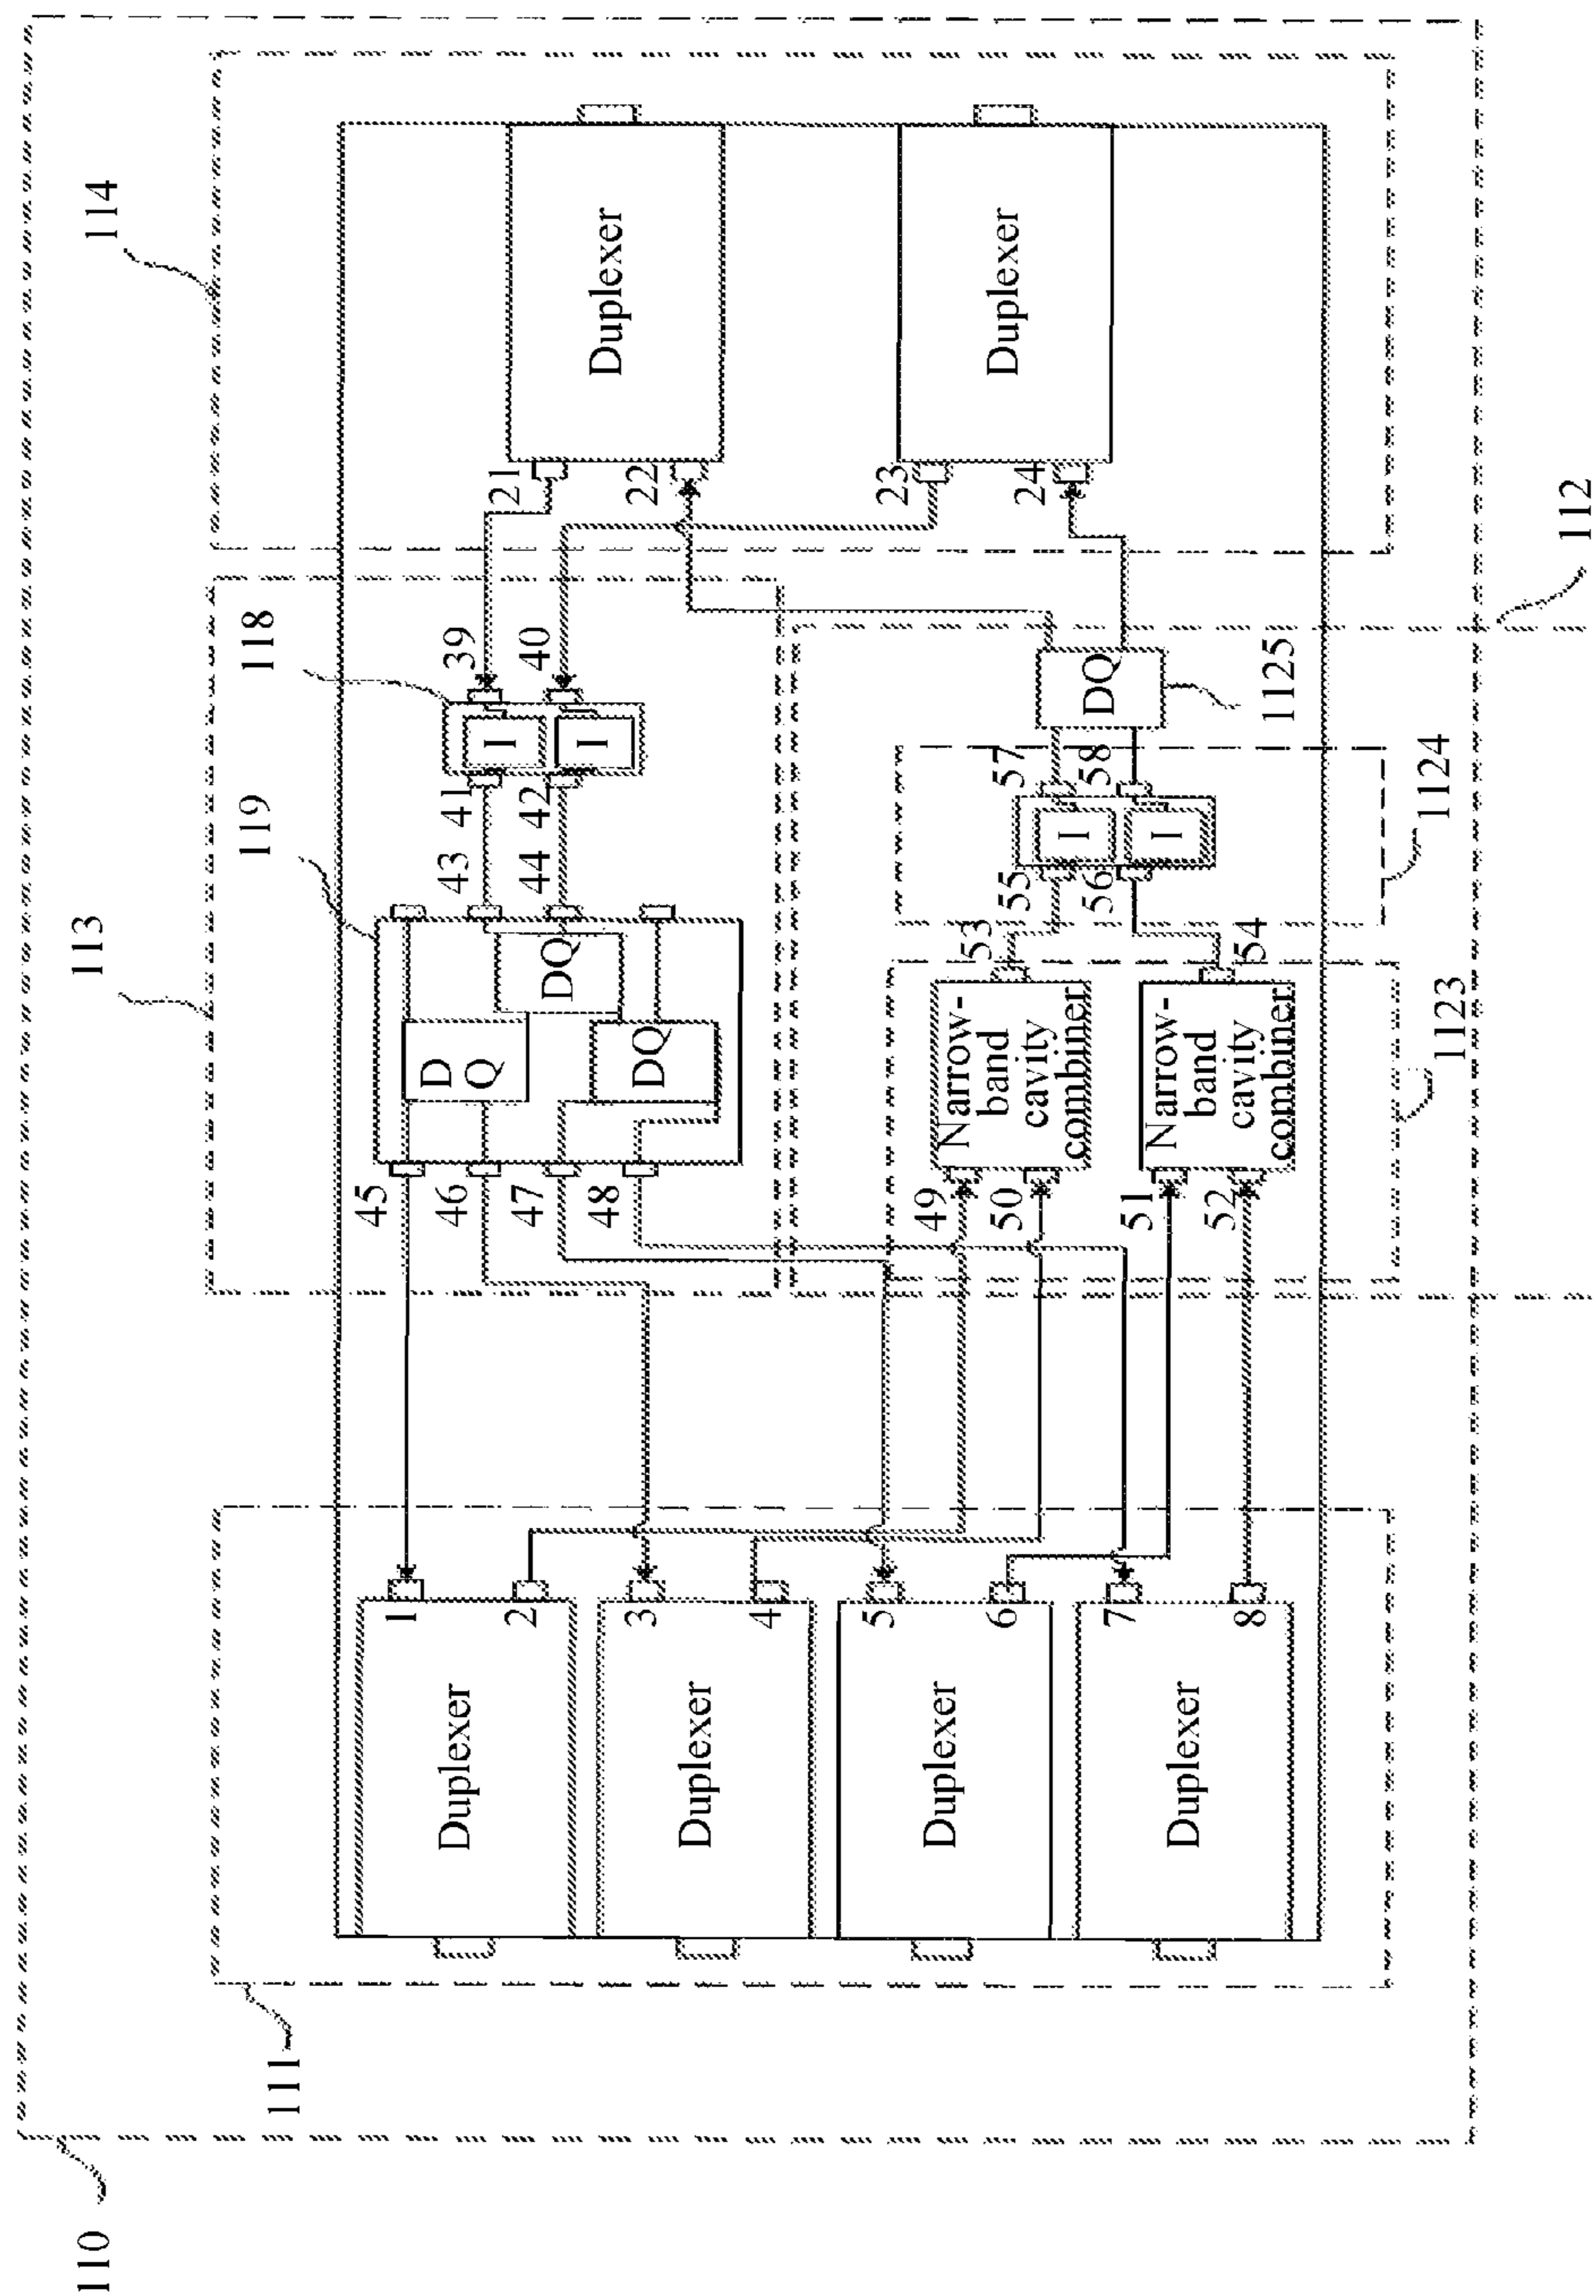 110
111
113
114
119
118
112
1123
1124
1125
Duplexer
1
2
Duplexer
3
4
Duplexer
5
6
Duplexer
7
8
45
46
47
48
D
Q
DQ
DQ
43
44
41
42
I
I
39
40
21
22
Duplexer
23
24
Duplexer
49
50
Narrow-
band
cavity
combiner
53
51
52
Narrow-
band
cavity
combiner
54
55
56
I
I
57
58
DQ